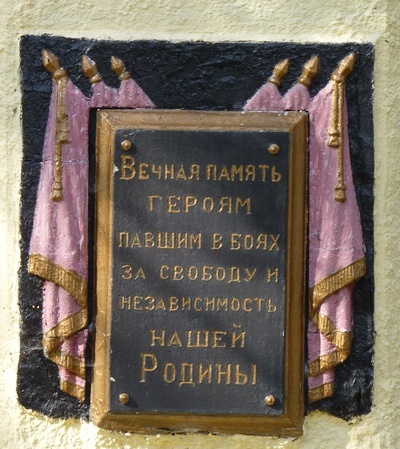 Вечная память
героям
павшим в боях
за свободу и
независимость
нашей
Родины